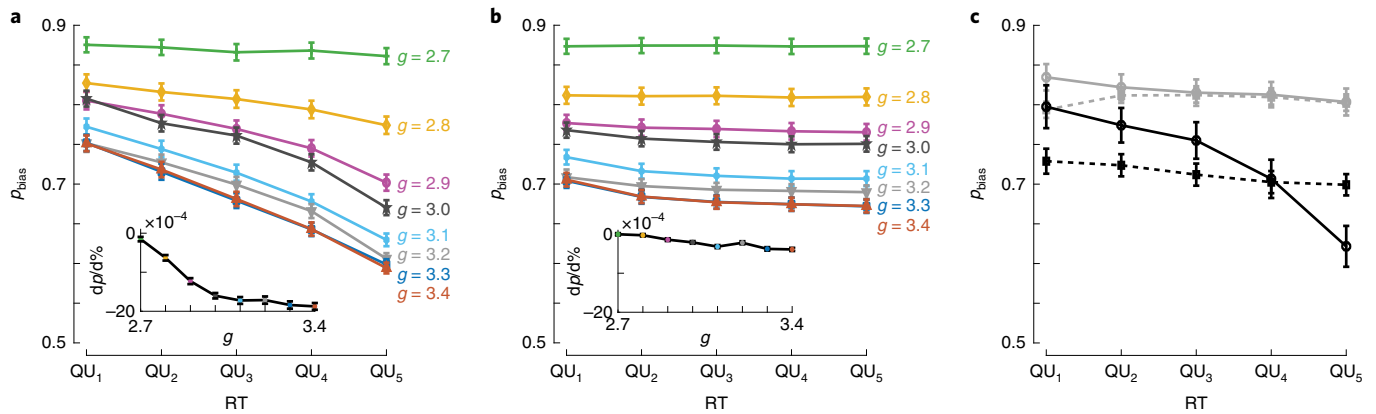 a
0.9
0.7
0.5
p_bias
g = 2.7
g = 2.8
g = 2.9
g = 3.0
g = 3.1
g = 3.2
g = 3.3
g = 3.4
×10⁻⁴
0
−20
dp/d%
2.7
3.4
g
QU₁ QU₂ QU₃ QU₄ QU₅
RT
b
0.9
0.7
0.5
p_bias
g = 2.7
g = 2.8
g = 2.9
g = 3.0
g = 3.1
g = 3.2
g = 3.3
g = 3.4
×10⁻⁴
0
−20
dp/d%
2.7
3.4
g
QU₁ QU₂ QU₃ QU₄ QU₅
RT
c
0.9
0.7
0.5
p_bias
QU₁ QU₂ QU₃ QU₄ QU₅
RT